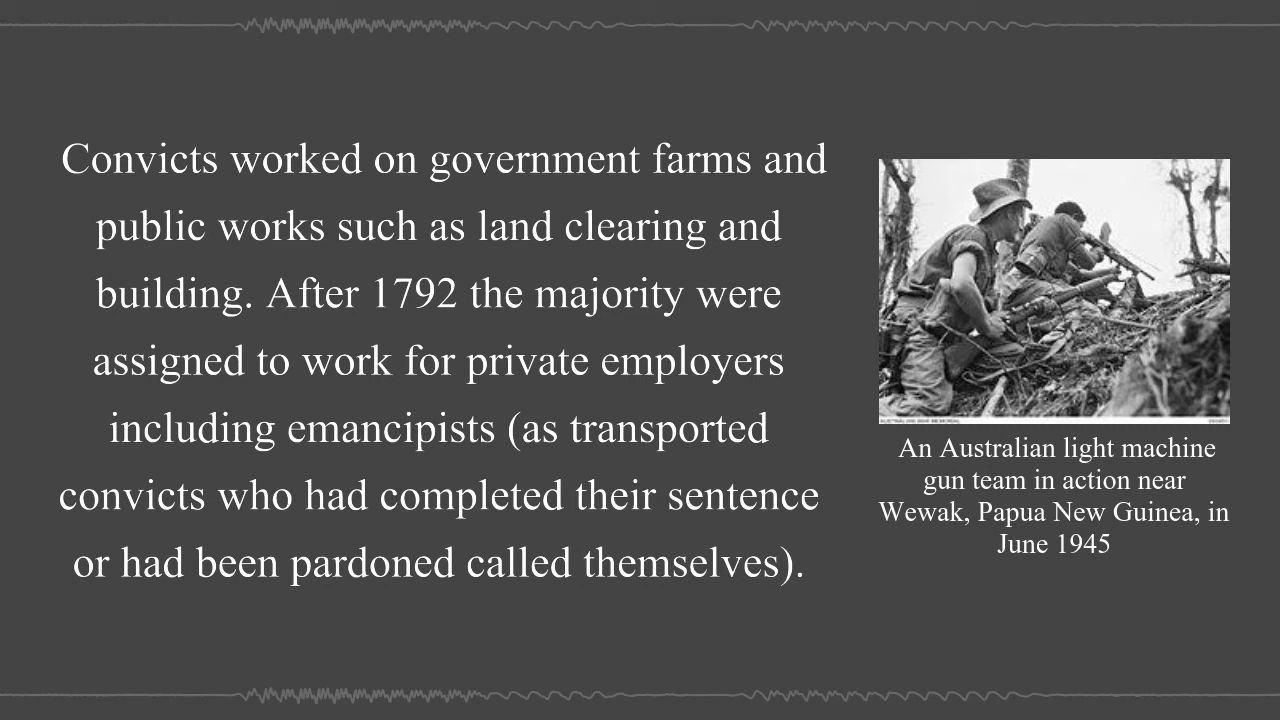 Convicts worked on government farms and
public works such as land clearing and
building. After 1792 the majority were
assigned to work for private employers
including emancipists (as transported
convicts who had completed their sentence
or had been pardoned called themselves).
An Australian light machine
gun team in action near
Wewak, Papua New Guinea, in
June 1945